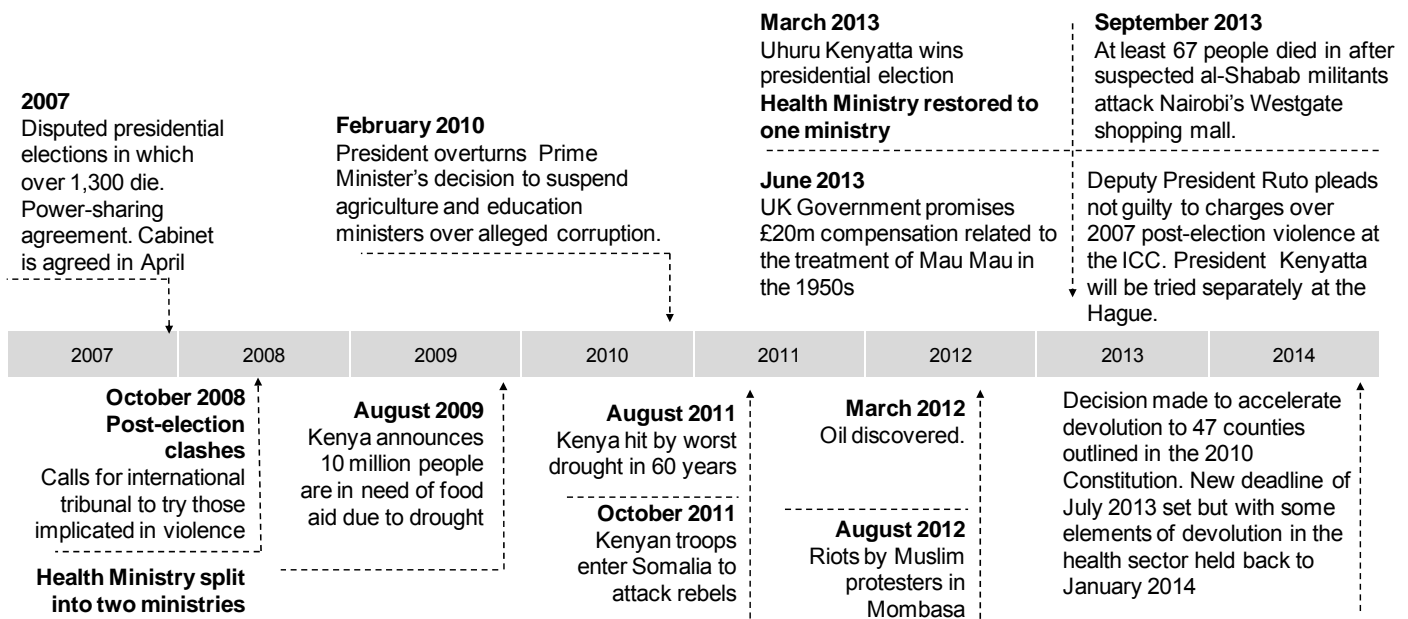 2007
Disputed presidential
elections in which
over 1,300 die.
Power-sharing
agreement. Cabinet
is agreed in April
February 2010
President overturns Prime
Minister's decision to suspend
agriculture and education
ministers over alleged corruption.
March 2013
Uhuru Kenyatta wins
presidential election
Health Ministry restored to
one ministry
June 2013
UK Government promises
£20m compensation related to
the treatment of Mau Mau in
the 1950s
September 2013
At least 67 people died in after
suspected al-Shabab militants
attack Nairobi's Westgate
shopping mall.
Deputy President Ruto pleads
not guilty to charges over
2007 post-election violence at
the ICC. President Kenyatta
will be tried separately at the
Hague.
2007 2008 2009 2010 2011 2012 2013 2014
October 2008
Post-election
clashes
Calls for international
tribunal to try those
implicated in violence
Health Ministry split
into two ministries
August 2009
Kenya announces
10 million people
are in need of food
aid due to drought
August 2011
Kenya hit by worst
drought in 60 years
October 2011
Kenyan troops
enter Somalia to
attack rebels
March 2012
Oil discovered.
August 2012
Riots by Muslim
protesters in
Mombasa
Decision made to accelerate
devolution to 47 counties
outlined in the 2010
Constitution. New deadline of
July 2013 set but with some
elements of devolution in the
health sector held back to
January 2014